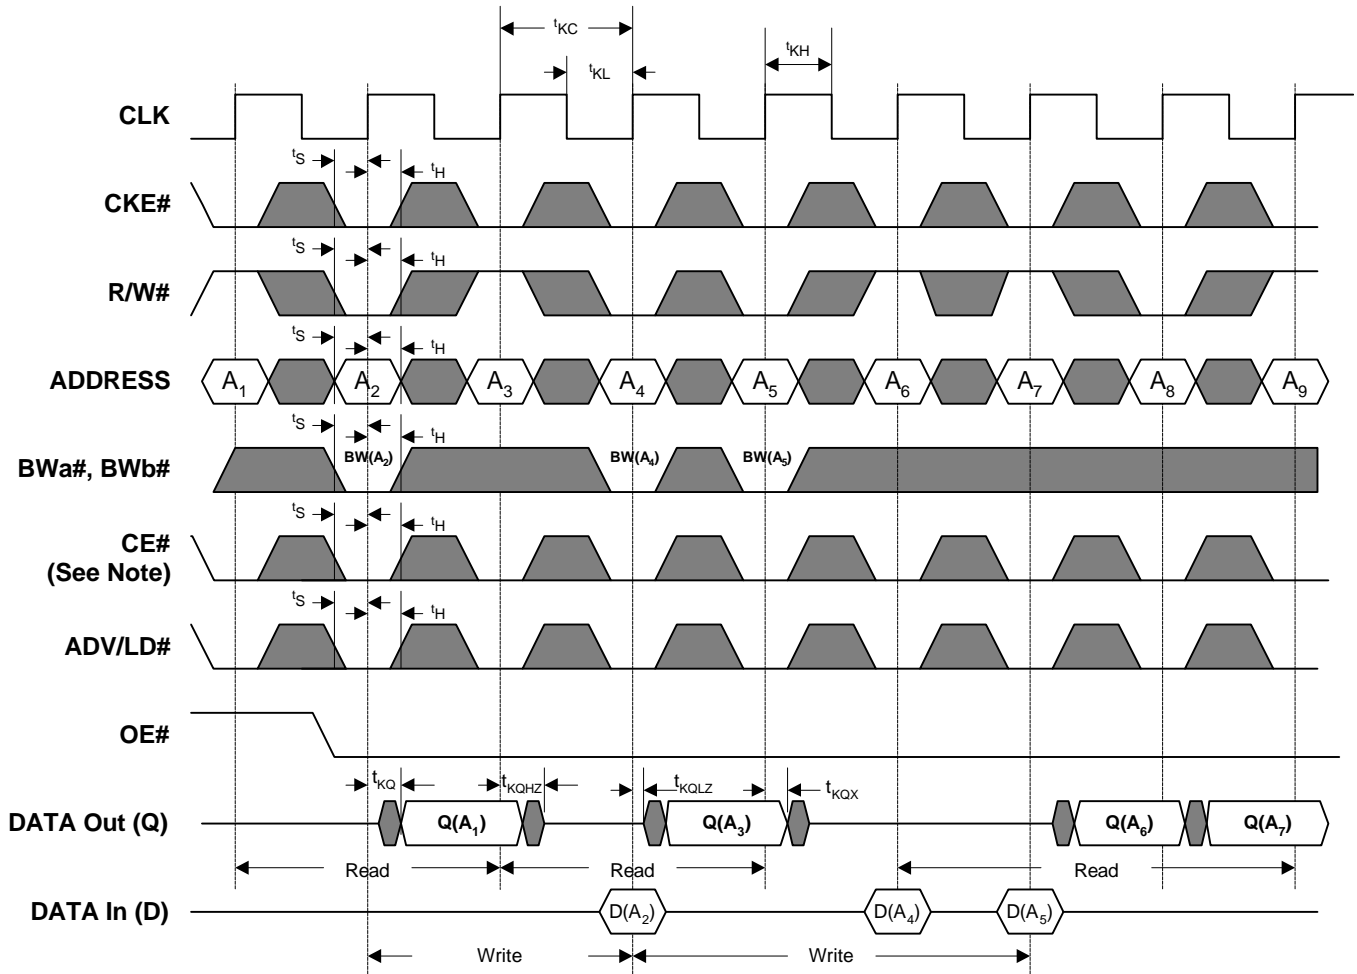 tKC
tKH
tKL
CLK
tS
tH
CKE#
tS
tH
R/W#
tS
tH
ADDRESS
A1
A2
A3
A4
A5
A6
A7
A8
A9
tS
tH
BWa#, BWb#
BW(A2)
BW(A4)
BW(A5)
tS
tH
CE#
(See Note)
tS
tH
ADV/LD#
OE#
tKQ
tKQHZ
tKQLZ
tKQX
DATA Out (Q)
Q(A1)
Q(A3)
Q(A6)
Q(A7)
Read
Read
Read
DATA In (D)
D(A2)
D(A4)
D(A5)
Write
Write